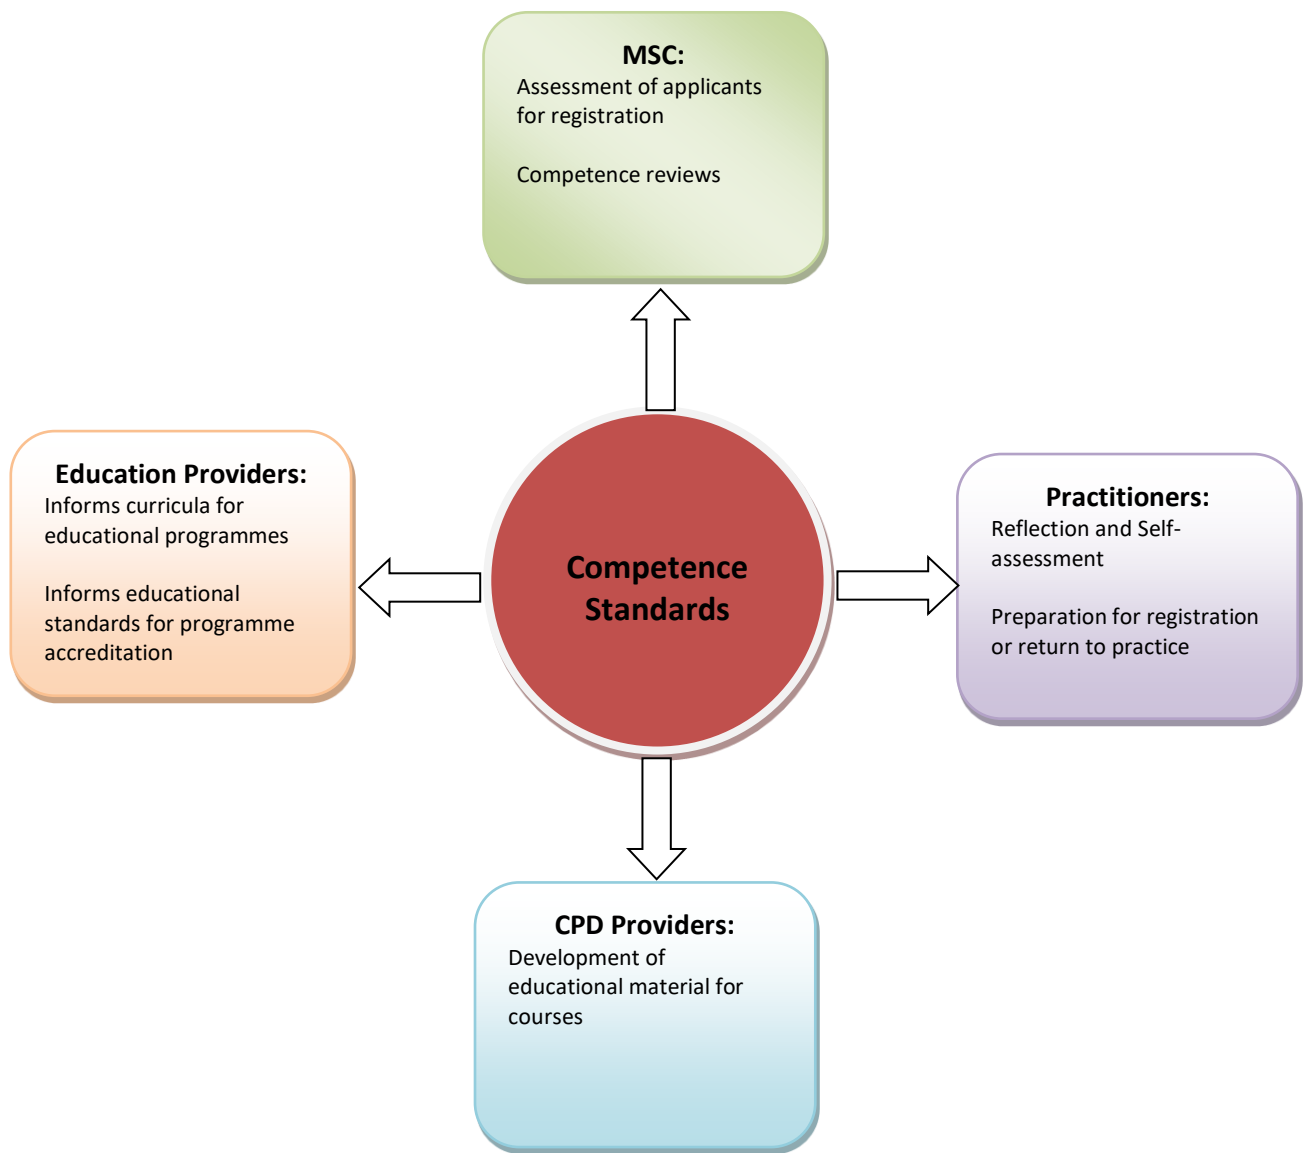 MSC:
Assessment of applicants
for registration
Competence reviews
Education Providers:
Informs curricula for
educational programmes
Informs educational
standards for programme
accreditation
Competence
Standards
Practitioners:
Reflection and Self-
assessment
Preparation for registration
or return to practice
CPD Providers:
Development of
educational material for
courses